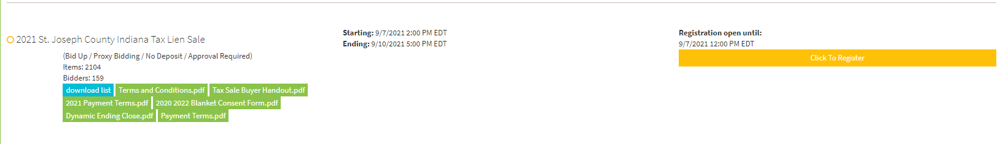 2021 St. Joseph County Indiana Tax Lien Sale
(Bid Up / Proxy Bidding / No Deposit / Approval Required)
Items: 2104
Bidders: 159
download list Terms and Conditions.pdf Tax Sale Buyer Handout.pdf
2021 Payment Terms.pdf 2020 2022 Blanket Consent Form.pdf
Dynamic Ending Close.pdf Payment Terms.pdf
Starting: 9/7/2021 2:00 PM EDT
Ending: 9/10/2021 5:00 PM EDT
Registration open until:
9/7/2021 12:00 PM EDT
Click To Register